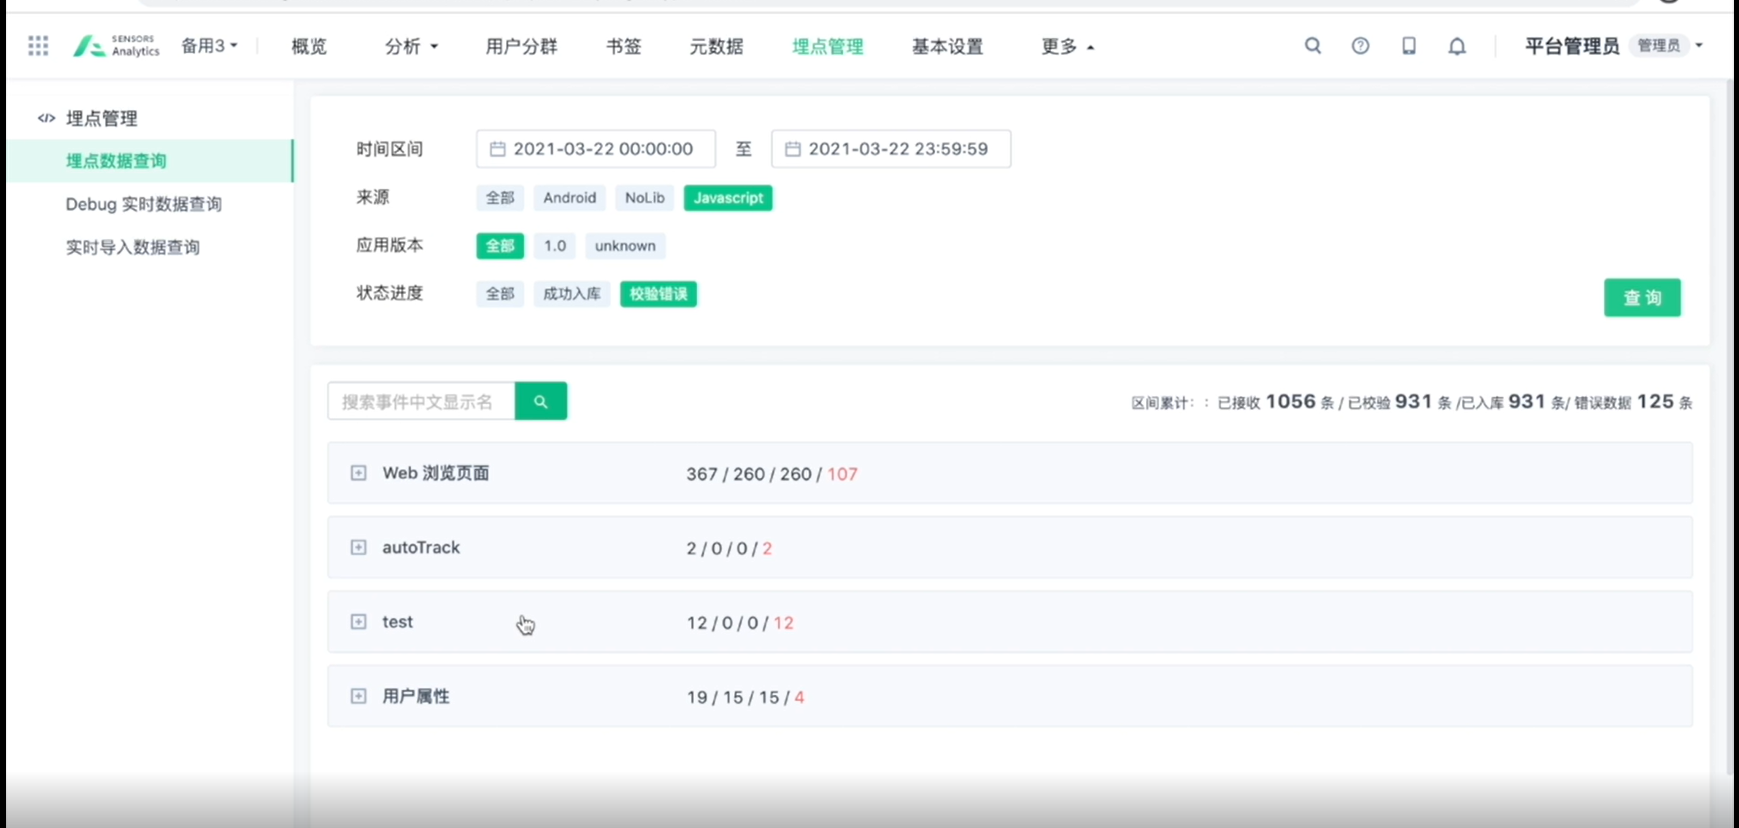 SENSORS
Analytics
备用3
概览
分析
用户分群
书签
元数据
埋点管理
基本设置
更多
平台管理员
管理员
</> 埋点管理
埋点数据查询
Debug 实时数据查询
实时导入数据查询
时间区间 2021-03-22 00:00:00 至 2021-03-22 23:59:59
来源 全部 Android NoLib Javascript
应用版本 全部 1.0 unknown
状态进度 全部 成功入库 校验错误
查 询
搜索事件中文显示名
区间累计：: 已接收 1056 条 / 已校验 931 条 /已入库 931 条/ 错误数据 125 条
Web 浏览页面 367 / 260 / 260 / 107
autoTrack 2 / 0 / 0 / 2
test 12 / 0 / 0 / 12
用户属性 19 / 15 / 15 / 4